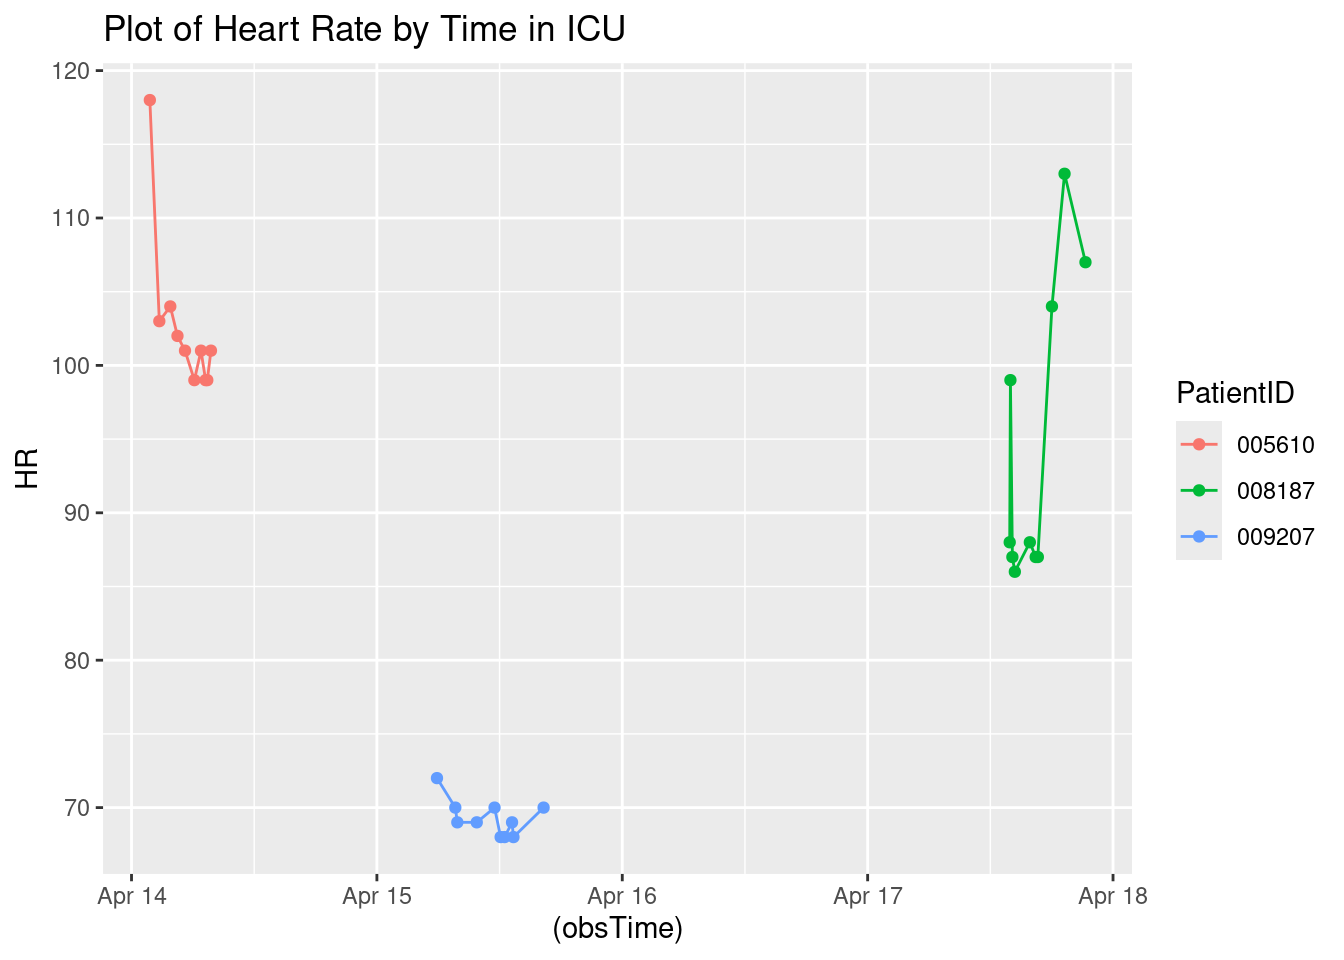 Plot of Heart Rate by Time in ICU
120
110
100
90
80
70
HR
Apr 14
Apr 15
Apr 16
Apr 17
Apr 18
(obsTime)
PatientID
005610
008187
009207